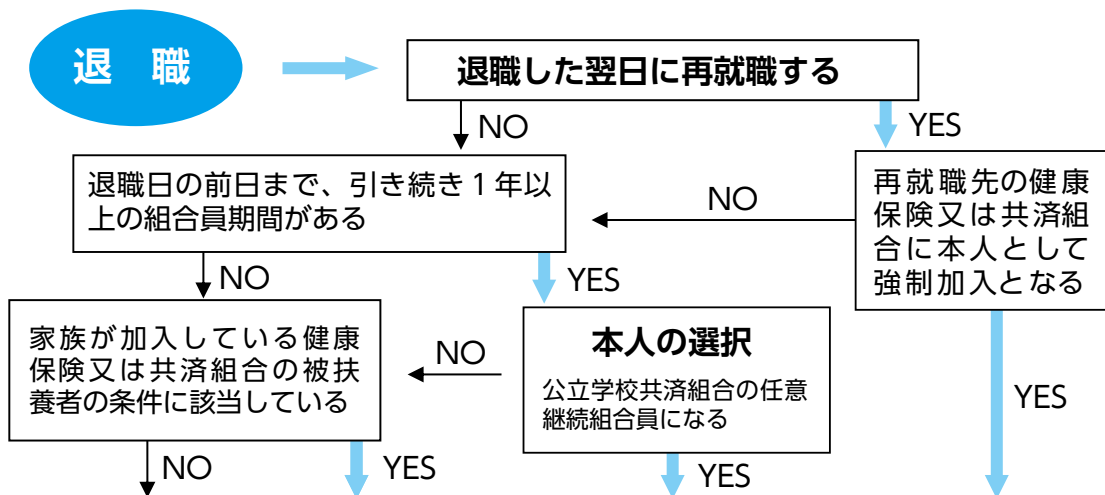 退　職
退職した翌日に再就職する
NO
YES
退職日の前日まで、引き続き１年以
上の組合員期間がある
NO
再就職先の健康
保険又は共済組
合に本人として
強制加入となる
NO
YES
家族が加入している健康
保険又は共済組合の被扶
養者の条件に該当している
NO
本人の選択
公立学校共済組合の任意
継続組合員になる
YES
NO
YES
YES